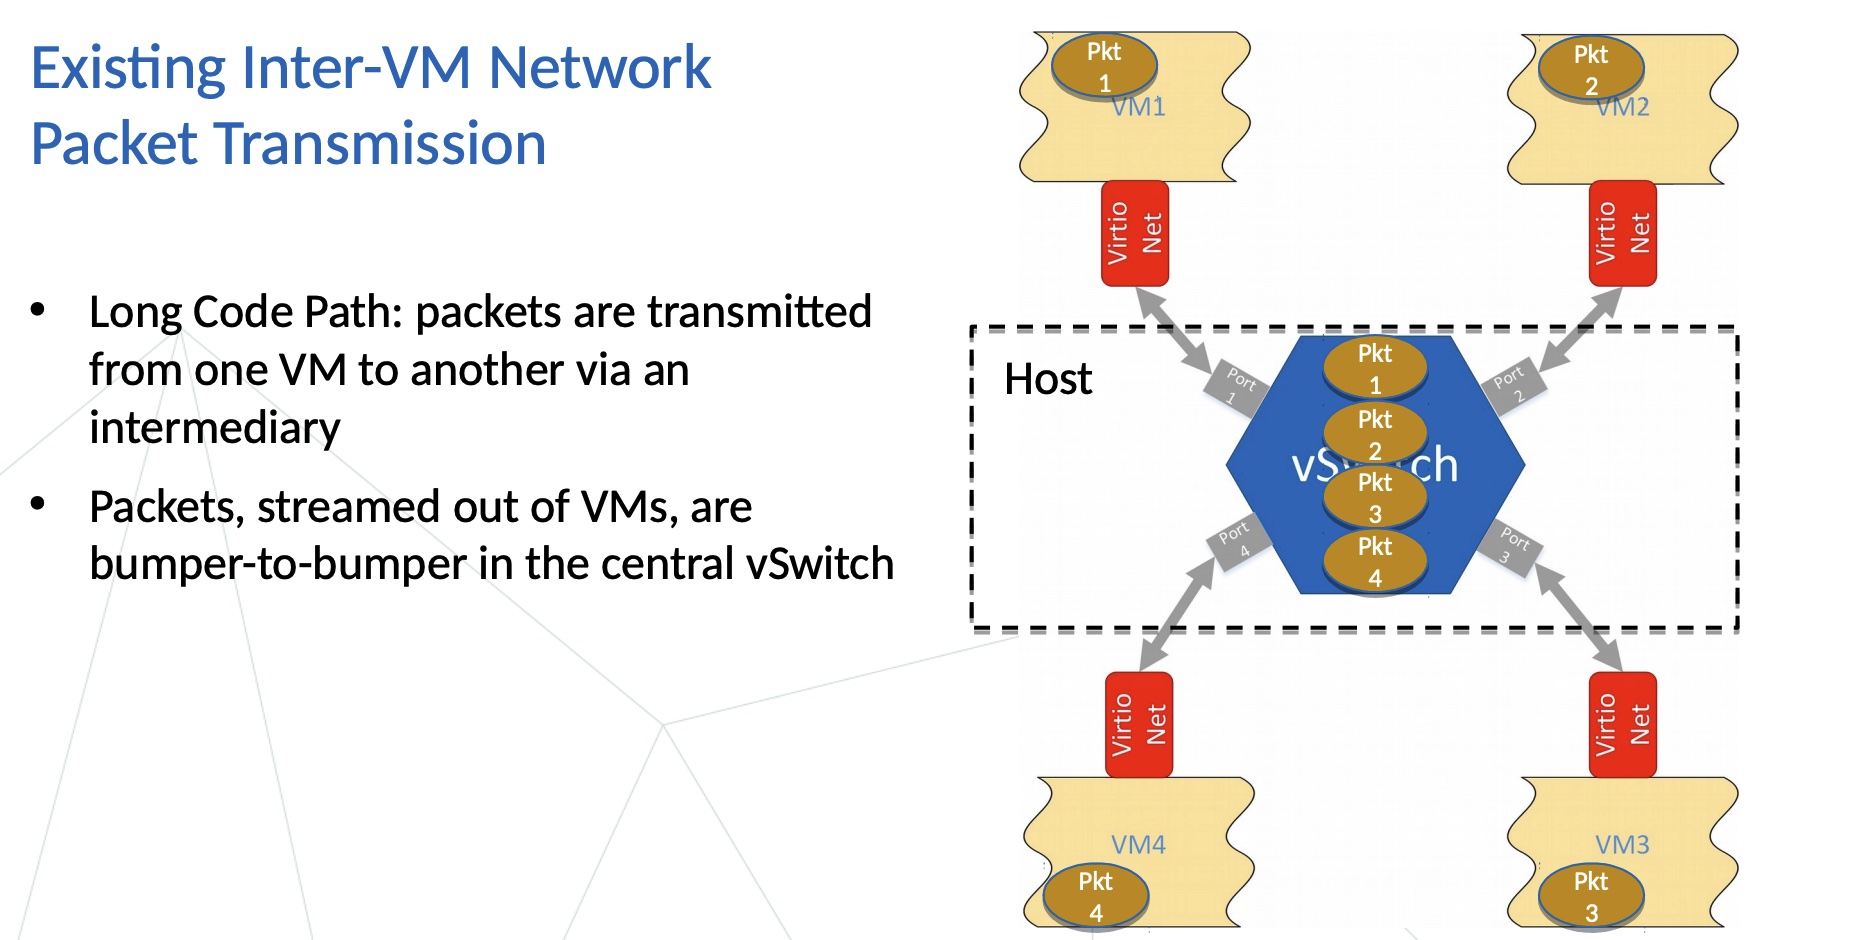 Existing Inter-VM Network
Packet Transmission
• Long Code Path: packets are transmitted
from one VM to another via an
intermediary
• Packets, streamed out of VMs, are
bumper-to-bumper in the central vSwitch
Pkt
1
VM1
Pkt
2
VM2
Virtio
Net
Virtio
Net
Host
Port
1
Port
2
Pkt
1
Pkt
2
Pkt
3
Pkt
4
Port
4
Port
3
Virtio
Net
Virtio
Net
VM4
Pkt
4
VM3
Pkt
3